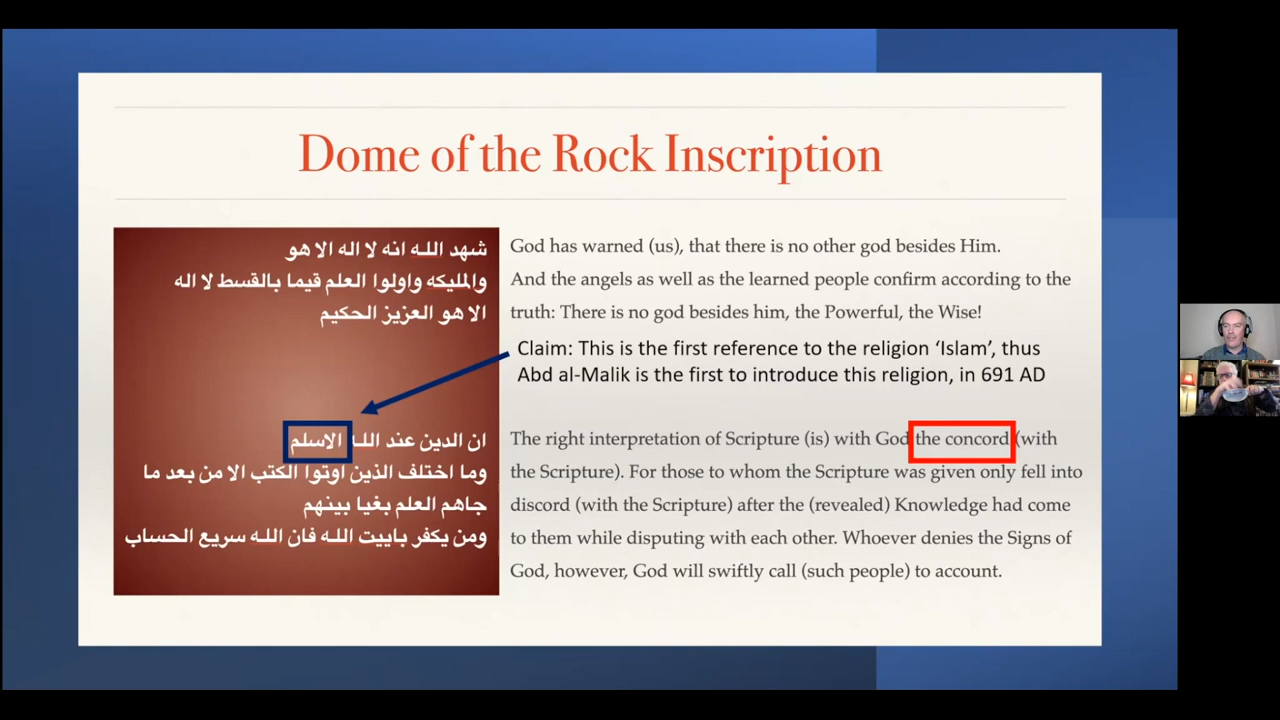 Dome of the Rock Inscription
شهد الله انه لا اله الا هو
والمليكه واولوا العلم قيما بالقسط لا اله
الا هو العزيز الحكيم
God has warned (us), that there is no other god besides Him.
And the angels as well as the learned people confirm according to the
truth: There is no god besides him, the Powerful, the Wise!
Claim: This is the first reference to the religion ‘Islam’, thus
Abd al-Malik is the first to introduce this religion, in 691 AD
ان الدين عند الله الاسلم
وما اختلف الذين اوتوا الكتب الا من بعد ما
جاهم العلم بغيا بينهم
ومن يكفر باييت الله فان الله سريع الحساب
The right interpretation of Scripture (is) with God the concord (with
the Scripture). For those to whom the Scripture was given only fell into
discord (with the Scripture) after the (revealed) Knowledge had come
to them while disputing with each other. Whoever denies the Signs of
God, however, God will swiftly call (such people) to account.